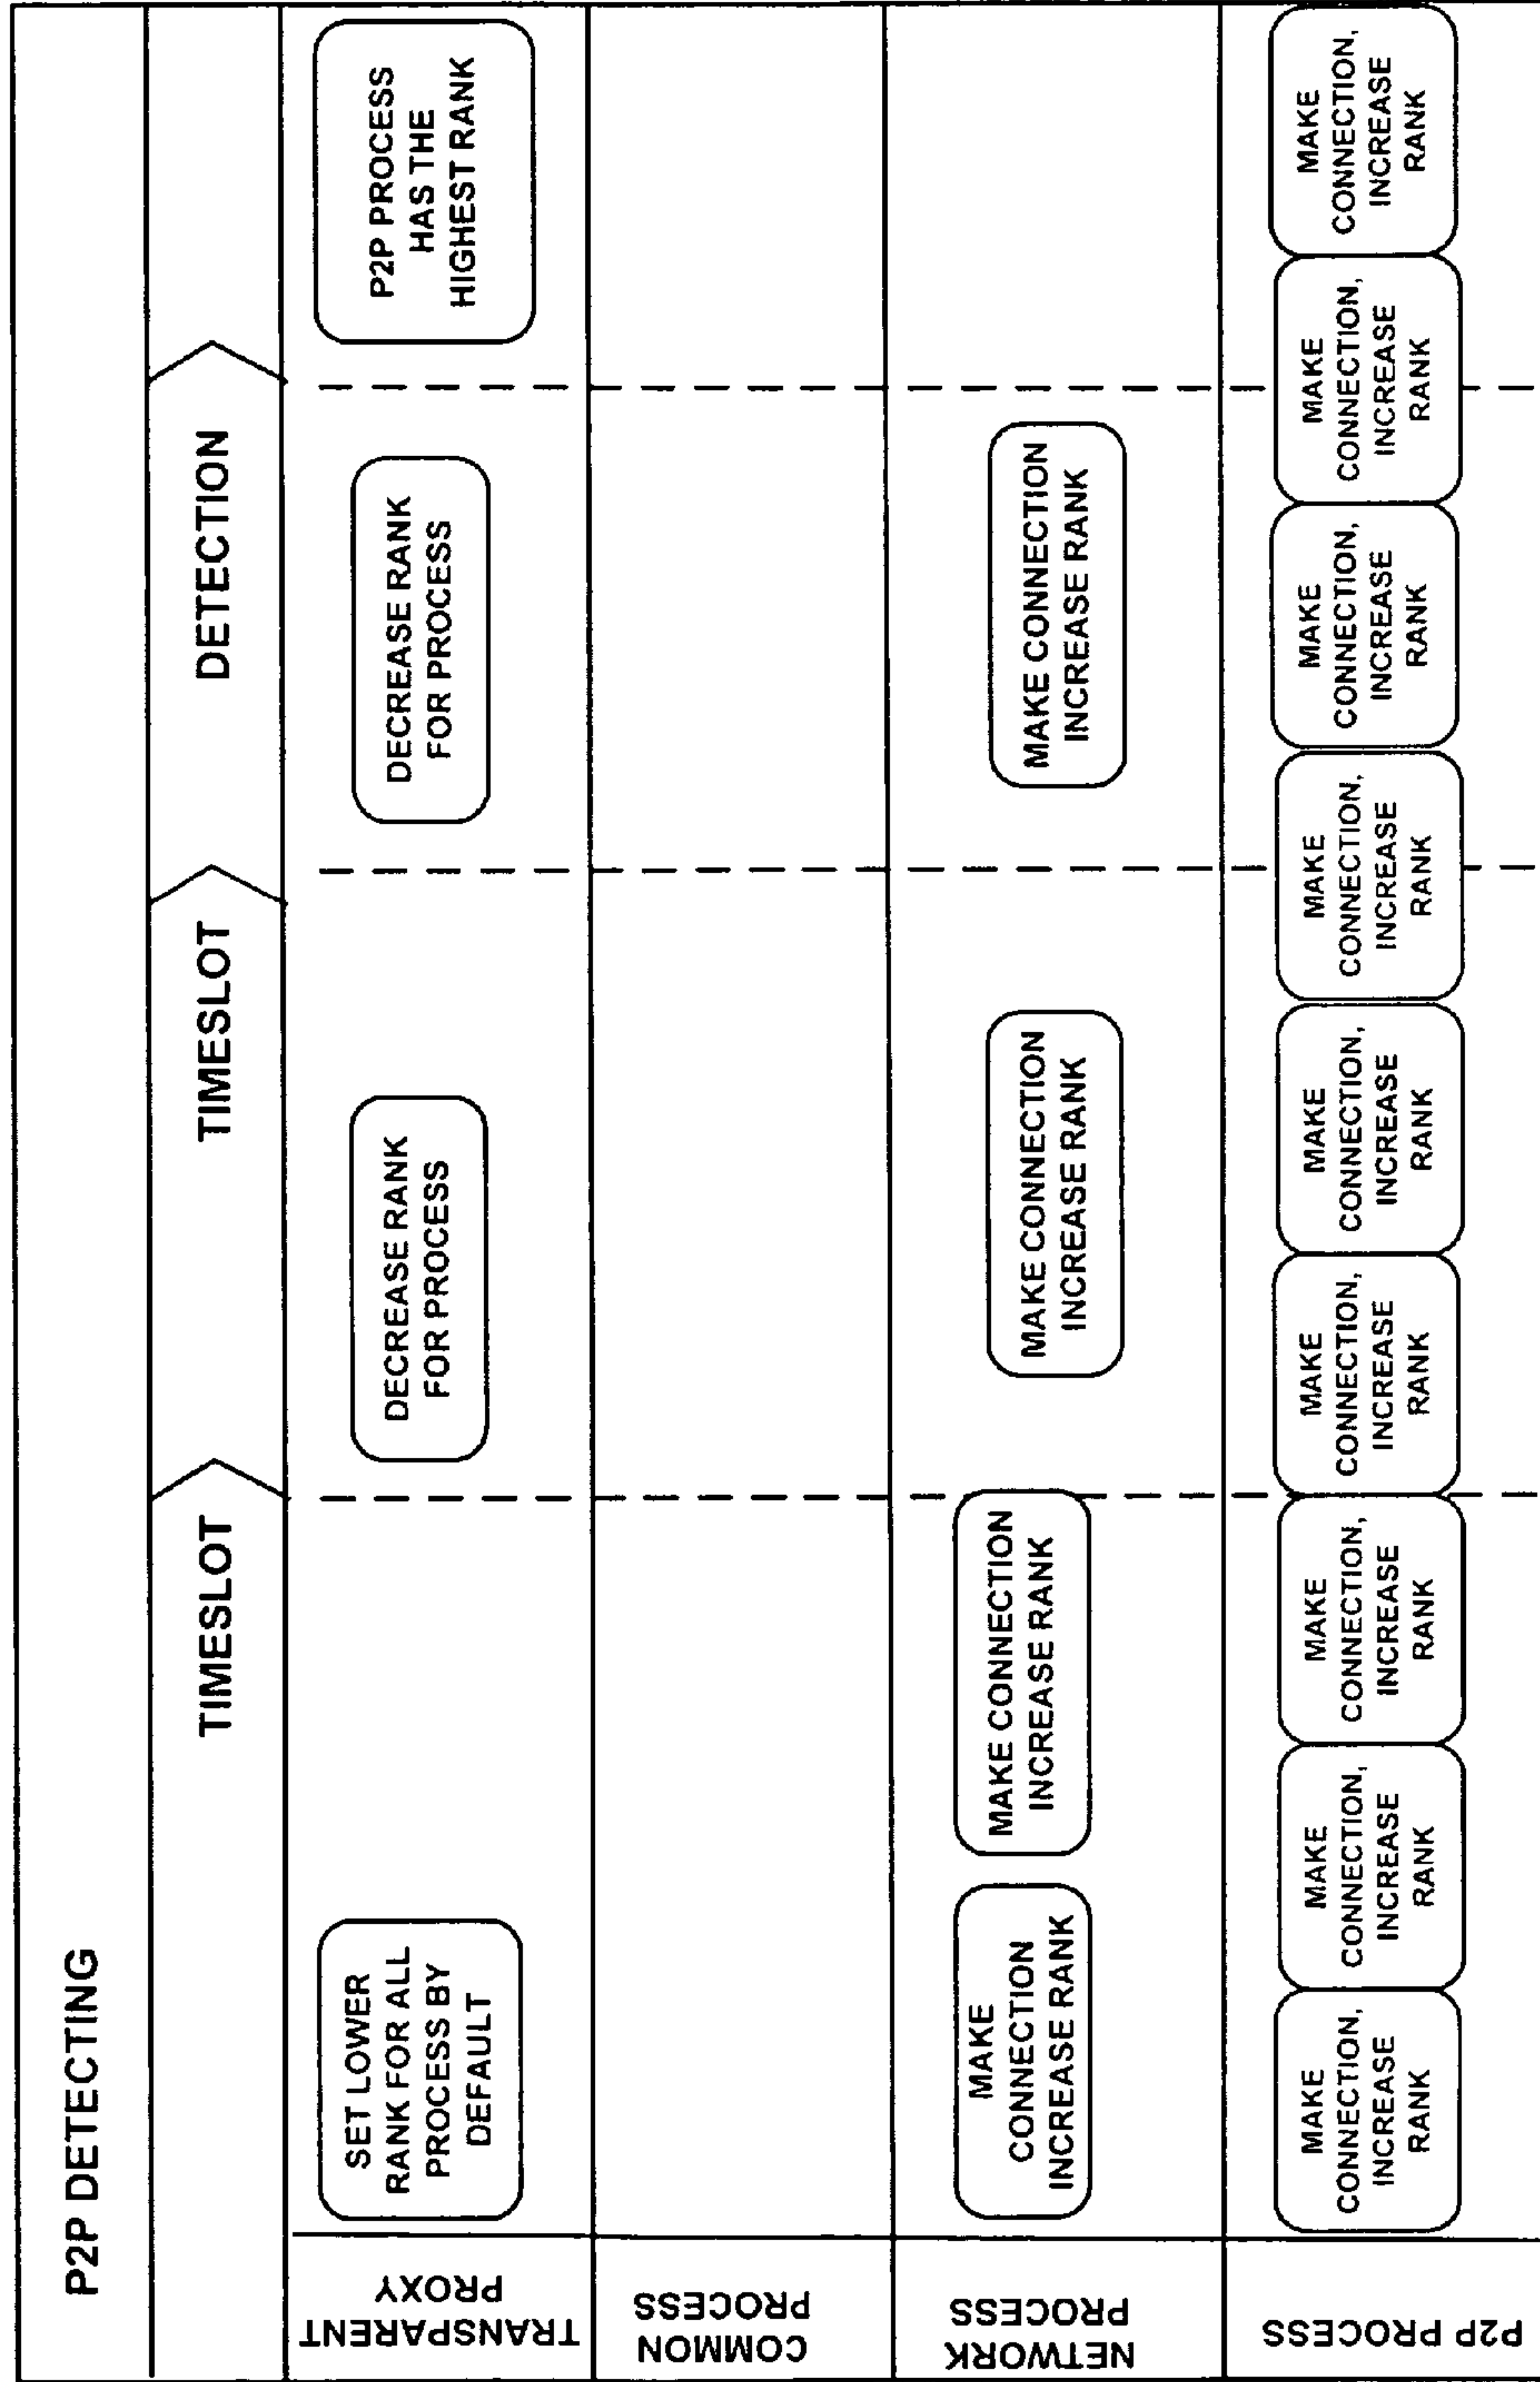 P2P DETECTING
TIMESLOT
TIMESLOT
DETECTION
TRANSPARENT
PROXY
SET LOWER
RANK FOR ALL
PROCESS BY
DEFAULT
DECREASE RANK
FOR PROCESS
DECREASE RANK
FOR PROCESS
P2P PROCESS
HAS THE
HIGHEST RANK
COMMON
PROCESS
NETWORK
PROCESS
MAKE
CONNECTION
INCREASE RANK
MAKE CONNECTION
INCREASE RANK
MAKE CONNECTION
INCREASE RANK
MAKE CONNECTION
INCREASE RANK
P2P PROCESS
MAKE
CONNECTION,
INCREASE
RANK
MAKE
CONNECTION,
INCREASE
RANK
MAKE
CONNECTION,
INCREASE
RANK
MAKE
CONNECTION,
INCREASE
RANK
MAKE
CONNECTION,
INCREASE
RANK
MAKE
CONNECTION,
INCREASE
RANK
MAKE
CONNECTION,
INCREASE
RANK
MAKE
CONNECTION,
INCREASE
RANK
MAKE
CONNECTION,
INCREASE
RANK